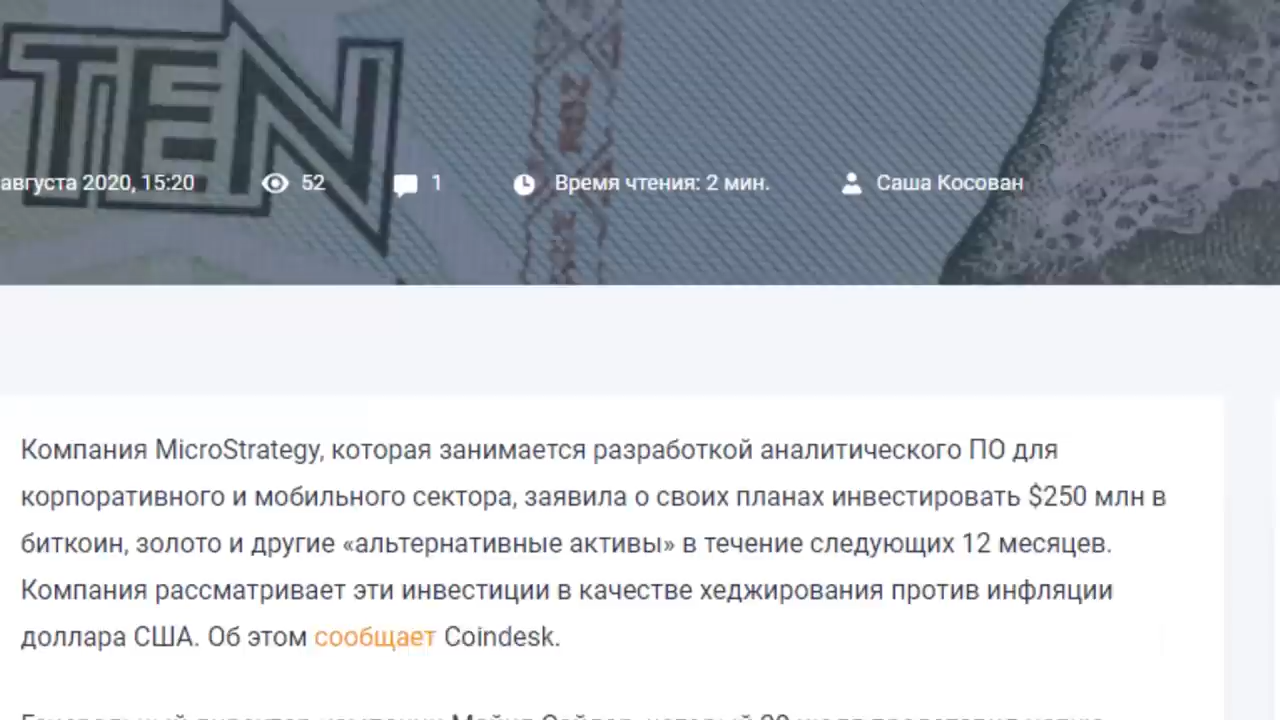 TEN
августа 2020, 15:20 52 1 Время чтения: 2 мин. Саша Косован
Компания MicroStrategy, которая занимается разработкой аналитического ПО для
корпоративного и мобильного сектора, заявила о своих планах инвестировать $250 млн в
биткоин, золото и другие «альтернативные активы» в течение следующих 12 месяцев.
Компания рассматривает эти инвестиции в качестве хеджирования против инфляции
доллара США. Об этом сообщает Coindesk.